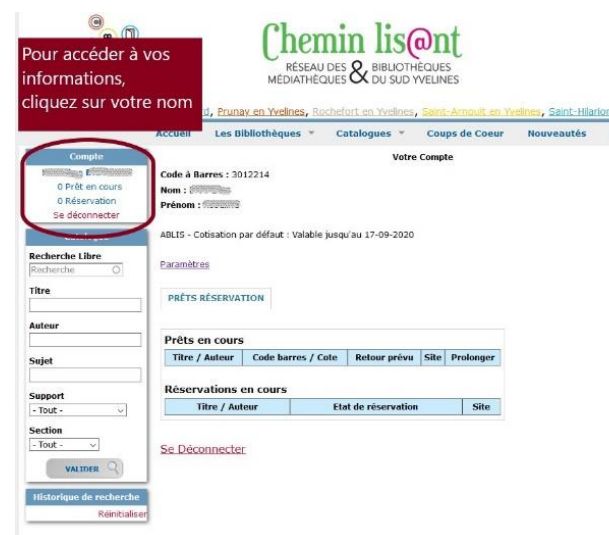 Pour accéder à vos
informations,
cliquez sur votre nom
Chemin lis@nt
RÉSEAU DES & BIBLIOTHÈQUES
MÉDIATHÈQUES & DU SUD YVELINES
, Prunay en Yvelines, Rochefort en Yvelines, Saint-Arnoult en Yvelines, Saint-Hilarion
Accueil Les Bibliothèques Catalogues Coups de Coeur Nouveautés
Compte
0 Prêt en cours
0 Réservation
Se déconnecter
Catalogue
Recherche Libre
Recherche
Titre
Auteur
Sujet
Support
- Tout -
Section
- Tout -
VALIDER
Historique de recherche
Réinitialiser
Votre Compte
Code à Barres : 3012214
Nom :
Prénom :
ABLIS - Cotisation par défaut : Valable jusqu'au 17-09-2020
Paramètres
PRÊTS RÉSERVATION
Prêts en cours
Titre / Auteur Code barres / Cote Retour prévu Site Prolonger
Réservations en cours
Titre / Auteur Etat de réservation Site
Se Déconnecter